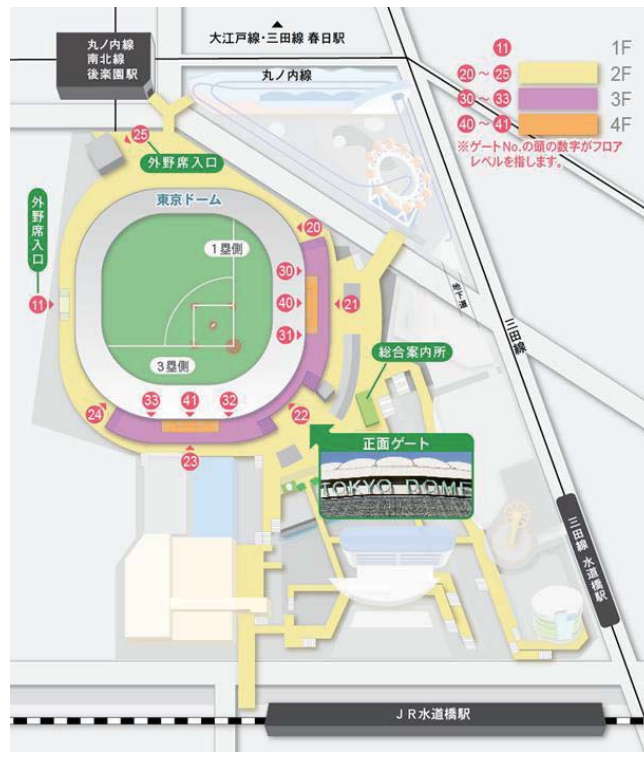 大江戸線・三田線 春日駅
丸ノ内線
南北線
後楽園駅
丸ノ内線
11 1F
20～25 2F
30～33 3F
40～41 4F
※ゲートNo.の頭の数字がフロア
レベルを指します。
25
外野席入口
東京ドーム
外野席入口
20
1塁側
30
11
40
21
地下道
三田線
31
3塁側
総合案内所
33
41
32
24
22
23
正面ゲート
TOKYO DOME
三田線 水道橋駅
JR水道橋駅